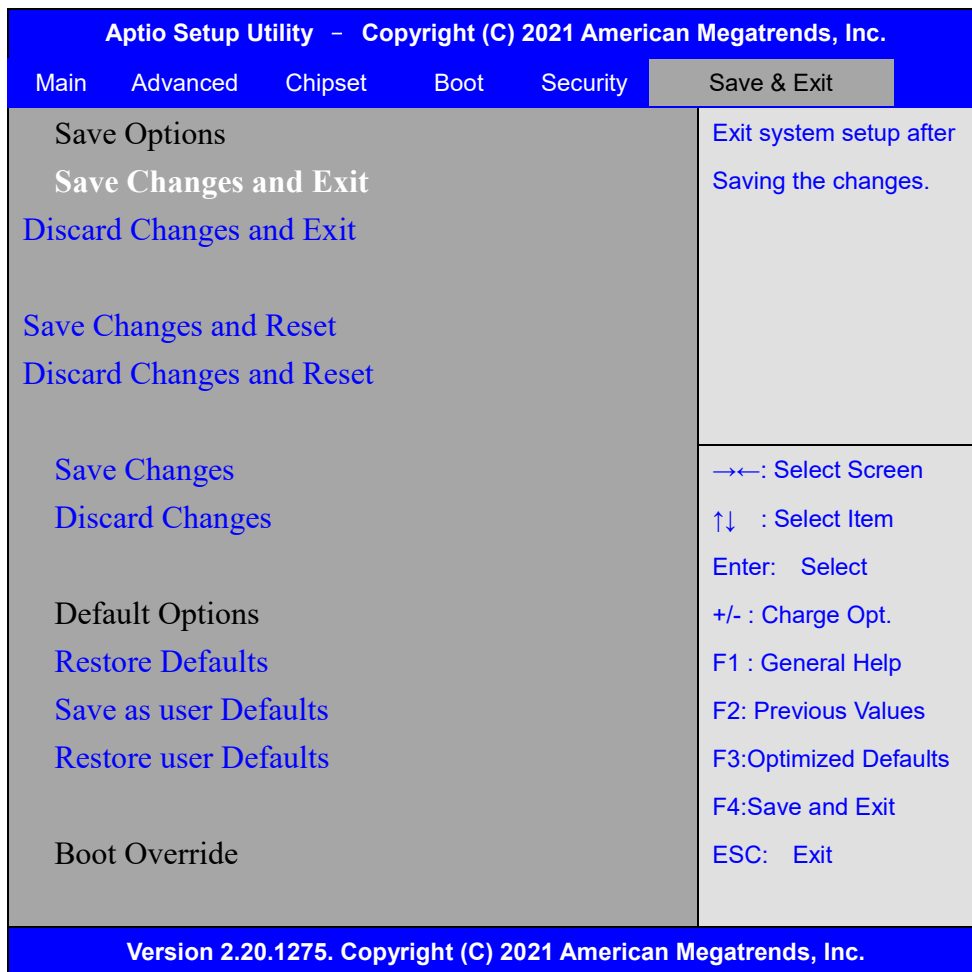 Aptio Setup Utility – Copyright (C) 2021 American Megatrends, Inc.
Main Advanced Chipset Boot Security Save & Exit
Save Options
Save Changes and Exit
Discard Changes and Exit
Save Changes and Reset
Discard Changes and Reset
Save Changes
Discard Changes
Default Options
Restore Defaults
Save as user Defaults
Restore user Defaults
Boot Override
Exit system setup after
Saving the changes.
→←: Select Screen
↑↓ : Select Item
Enter: Select
+/- : Charge Opt.
F1 : General Help
F2: Previous Values
F3:Optimized Defaults
F4:Save and Exit
ESC: Exit
Version 2.20.1275. Copyright (C) 2021 American Megatrends, Inc.